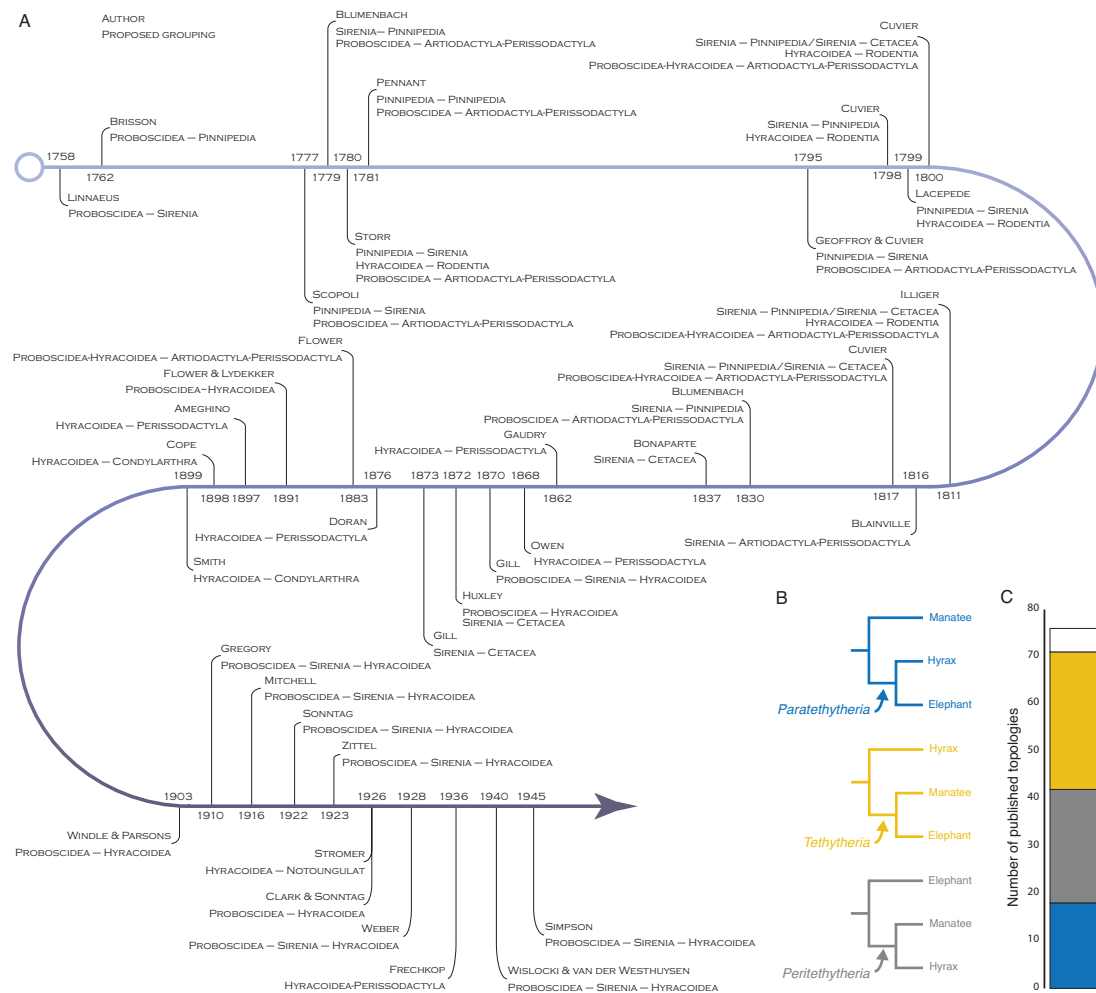 A
AUTHOR
PROPOSED GROUPING
BLUMENBACH
SIRENIA – PINNIPEDIA
PROBOSCIDEA – ARTIODACTYLA-PERISSODACTYLA
CUVIER
SIRENIA – PINNIPEDIA/SIRENIA – CETACEA
HYRACOIDEA – RODENTIA
PROBOSCIDEA-HYRACOIDEA – ARTIODACTYLA-PERISSODACTYLA
PENNANT
PINNIPEDIA – PINNIPEDIA
PROBOSCIDEA – ARTIODACTYLA-PERISSODACTYLA
BRISSON
PROBOSCIDEA – PINNIPEDIA
CUVIER
SIRENIA – PINNIPEDIA
HYRACOIDEA – RODENTIA
1758
1762
1777
1779
1780
1781
1795
1798
1799
1800
LINNAEUS
PROBOSCIDEA – SIRENIA
LACEPEDE
PINNIPEDIA – SIRENIA
HYRACOIDEA – RODENTIA
STORR
PINNIPEDIA – SIRENIA
HYRACOIDEA – RODENTIA
PROBOSCIDEA – ARTIODACTYLA-PERISSODACTYLA
GEOFFROY & CUVIER
PINNIPEDIA – SIRENIA
PROBOSCIDEA – ARTIODACTYLA-PERISSODACTYLA
SCOPOLI
PINNIPEDIA – SIRENIA
PROBOSCIDEA – ARTIODACTYLA-PERISSODACTYLA
ILLIGER
SIRENIA – PINNIPEDIA/SIRENIA – CETACEA
HYRACOIDEA – RODENTIA
PROBOSCIDEA-HYRACOIDEA – ARTIODACTYLA-PERISSODACTYLA
FLOWER
PROBOSCIDEA-HYRACOIDEA – ARTIODACTYLA-PERISSODACTYLA
CUVIER
SIRENIA – PINNIPEDIA/SIRENIA – CETACEA
PROBOSCIDEA-HYRACOIDEA – ARTIODACTYLA-PERISSODACTYLA
FLOWER & LYDEKKER
PROBOSCIDEA–HYRACOIDEA
BLUMENBACH
SIRENIA – PINNIPEDIA
PROBOSCIDEA – ARTIODACTYLA-PERISSODACTYLA
AMEGHINO
HYRACOIDEA – PERISSODACTYLA
GAUDRY
HYRACOIDEA – PERISSODACTYLA
COPE
HYRACOIDEA – CONDYLARTHRA
BONAPARTE
SIRENIA – CETACEA
1899
1898
1897
1891
1883
1876
1873
1872
1870
1868
1862
1837
1830
1817
1816
1811
DORAN
HYRACOIDEA – PERISSODACTYLA
BLAINVILLE
SIRENIA – ARTIODACTYLA-PERISSODACTYLA
OWEN
HYRACOIDEA – PERISSODACTYLA
SMITH
HYRACOIDEA – CONDYLARTHRA
GILL
PROBOSCIDEA – SIRENIA – HYRACOIDEA
HUXLEY
PROBOSCIDEA – HYRACOIDEA
SIRENIA – CETACEA
GILL
SIRENIA – CETACEA
GREGORY
PROBOSCIDEA – SIRENIA – HYRACOIDEA
MITCHELL
PROBOSCIDEA – SIRENIA – HYRACOIDEA
SONNTAG
PROBOSCIDEA – SIRENIA – HYRACOIDEA
ZITTEL
PROBOSCIDEA – SIRENIA – HYRACOIDEA
1903
1910
1916
1922
1923
1926
1928
1936
1940
1945
WINDLE & PARSONS
PROBOSCIDEA – HYRACOIDEA
STROMER
HYRACOIDEA – NOTOUNGULAT
CLARK & SONNTAG
PROBOSCIDEA – HYRACOIDEA
WEBER
PROBOSCIDEA – SIRENIA – HYRACOIDEA
SIMPSON
PROBOSCIDEA – SIRENIA – HYRACOIDEA
FRECHKOP
HYRACOIDEA-PERISSODACTYLA
WISLOCKI & VAN DER WESTHUYSEN
PROBOSCIDEA – SIRENIA – HYRACOIDEA
B
Manatee
Hyrax
Elephant
Paratethytheria
Hyrax
Manatee
Elephant
Tethytheria
Elephant
Manatee
Hyrax
Peritethytheria
C
Number of published topologies
80
70
60
50
40
30
20
10
0